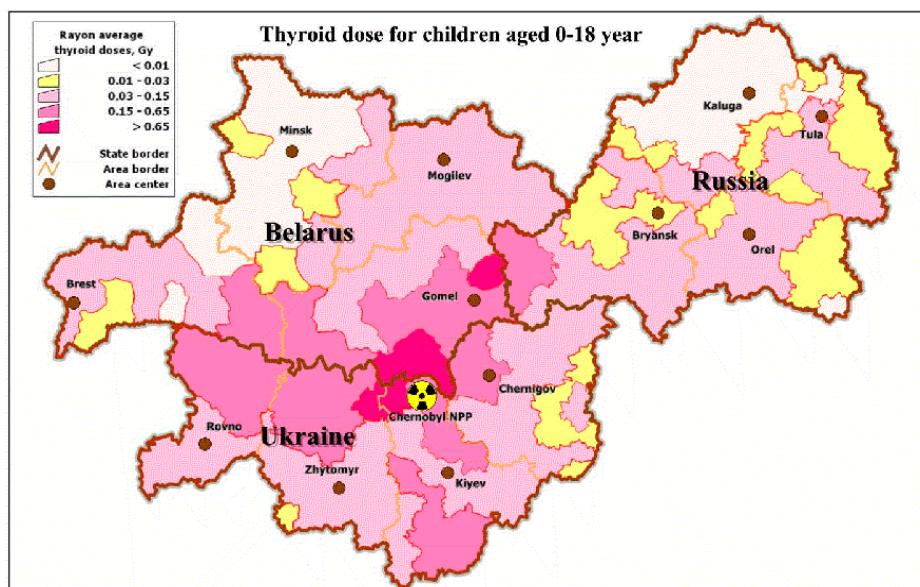 Thyroid dose for children aged 0-18 year
Rayon average
thyroid doses, Gy
< 0.01
0.01 - 0.03
0.03 - 0.15
0.15 - 0.65
> 0.65
State border
Area border
Area center
Kaluga
Tula
Minsk
Mogilev
Russia
Belarus
Bryansk
Orel
Brest
Gomel
Chernigov
Chernobyl NPP
Rovno
Ukraine
Zhytomyr
Kiyev